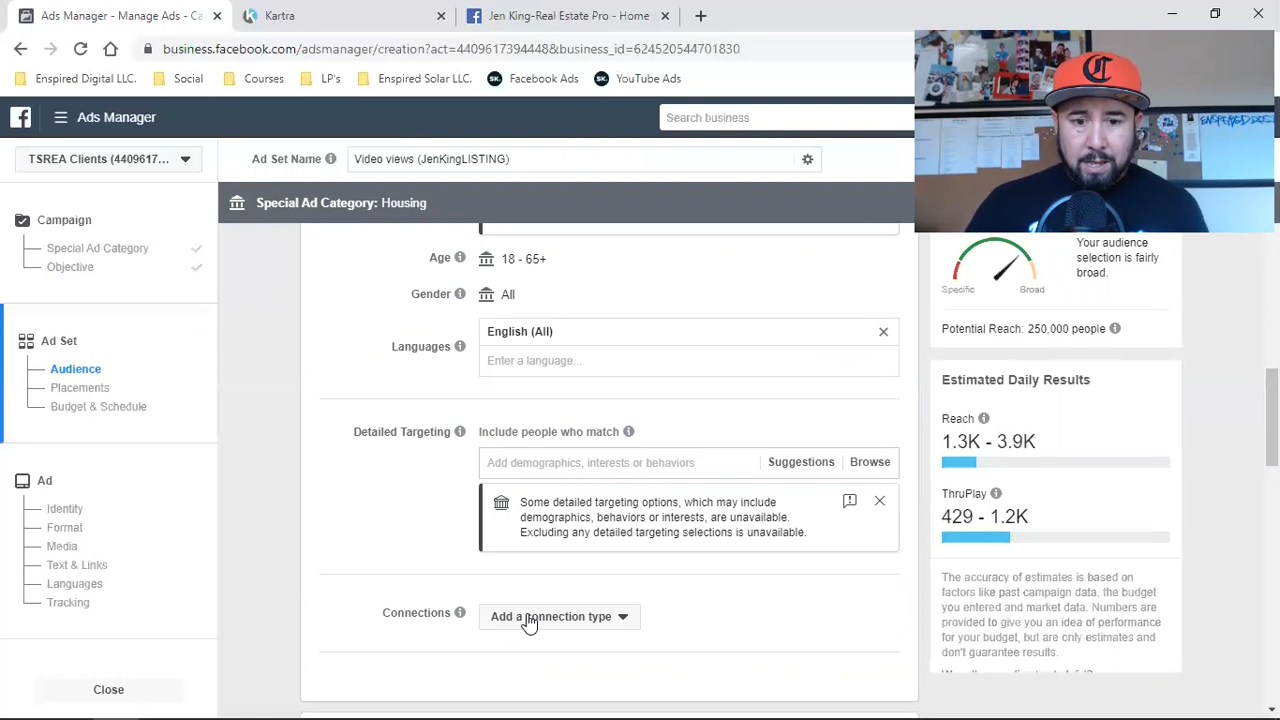 Ads Manager - Manage Ads - Ca
Kartra
Jen King-Real Estate Pro - Home
business.facebook.com/adsmanager/creation?act=4409617394448&business_id=624520544701830
Enspired Digital LLC.
Social
Courses
LP's
Enspired Solar LLC.
SK.
Facebook Ads
SK.
YouTube Ads
Ads Manager
Search business
TSREA Clients (4409617...
Ad Set Name
Video views (JenKingLISTING)
Special Ad Category: Housing
Campaign
Special Ad Category
Objective
Ad Set
Audience
Placements
Budget & Schedule
Ad
Identity
Format
Media
Text & Links
Languages
Tracking
Close
Age
18 - 65+
Gender
All
Languages
English (All)
Enter a language...
Detailed Targeting
Include people who match
Add demographics, interests or behaviors
Suggestions
Browse
Some detailed targeting options, which may include
demographics, behaviors or interests, are unavailable.
Excluding any detailed targeting selections is unavailable.
Connections
Add a connection type
Specific
Broad
Your audience
selection is fairly
broad.
Potential Reach: 250,000 people
Estimated Daily Results
Reach
1.3K - 3.9K
ThruPlay
429 - 1.2K
The accuracy of estimates is based on
factors like past campaign data, the budget
you entered and market data. Numbers are
provided to give you an idea of performance
for your budget, but are only estimates and
don't guarantee results.